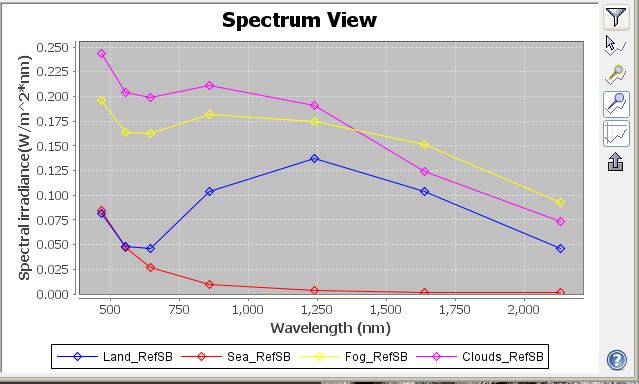 Spectrum View
Spectral irradiance(W/m^2*nm)
0.250
0.225
0.200
0.175
0.150
0.125
0.100
0.075
0.050
0.025
0.000
500 750 1,000 1,250 1,500 1,750 2,000
Wavelength (nm)
Land_RefSB Sea_RefSB Fog_RefSB Clouds_RefSB
?